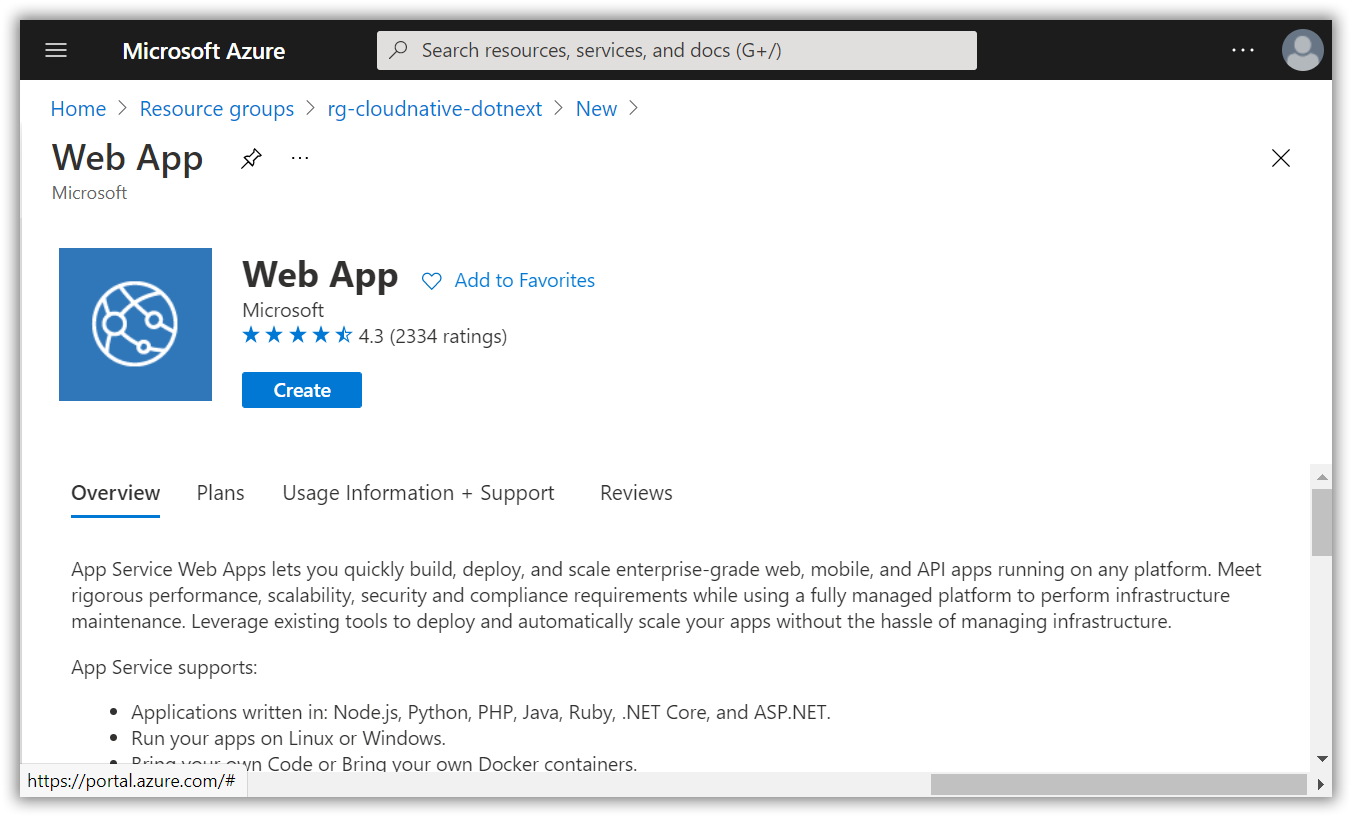 Microsoft Azure
Search resources, services, and docs (G+/)
Home > Resource groups > rg-cloudnative-dotnext > New >
Web App
Microsoft
Web App
Add to Favorites
Microsoft
4.3 (2334 ratings)
Create
Overview Plans Usage Information + Support Reviews
App Service Web Apps lets you quickly build, deploy, and scale enterprise-grade web, mobile, and API apps running on any platform. Meet
rigorous performance, scalability, security and compliance requirements while using a fully managed platform to perform infrastructure
maintenance. Leverage existing tools to deploy and automatically scale your apps without the hassle of managing infrastructure.
App Service supports:
• Applications written in: Node.js, Python, PHP, Java, Ruby, .NET Core, and ASP.NET.
• Run your apps on Linux or Windows.
• Bring your own Code or Bring your own Docker containers.
https://portal.azure.com/#